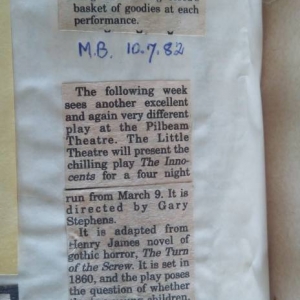 basket of goodies at each
performance.
M.B. 10.7.82
The following week
sees another excellent
and again very different
play at the Pilbeam
Theatre. The Little
Theatre will present the
chilling play The Inno-
cents for a four night
run from March 9. It is
directed by Gary
Stephens.
It is adapted from
Henry James novel of
gothic horror, The Turn
of the Screw. It is set in
1860, and the play poses
the question of whether
children,